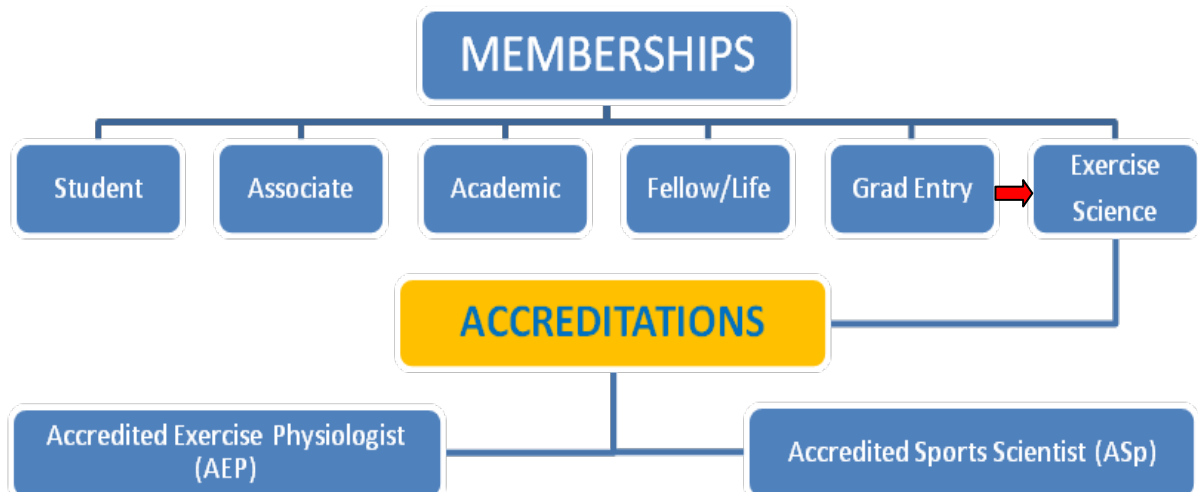 MEMBERSHIPS
Student
Associate
Academic
Fellow/Life
Grad Entry
Exercise
Science
ACCREDITATIONS
Accredited Exercise Physiologist
(AEP)
Accredited Sports Scientist (ASp)